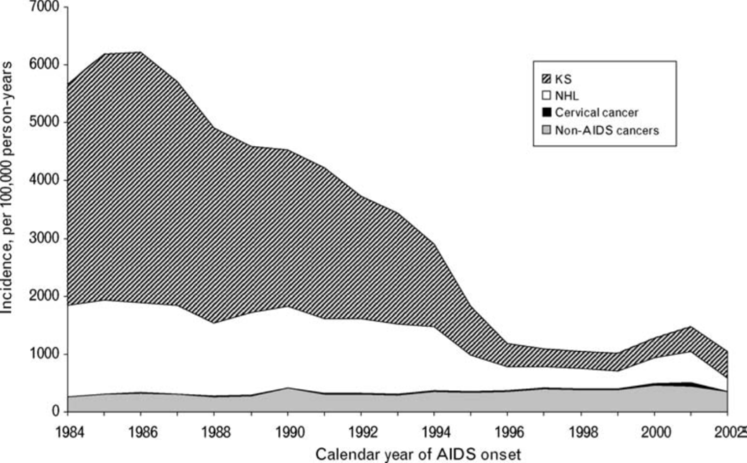 7000
6000
5000
4000
3000
2000
1000
0
Incidence, per 100,000 person-years
KS
NHL
Cervical cancer
Non-AIDS cancers
1984 1986 1988 1990 1992 1994 1996 1998 2000 2002
Calendar year of AIDS onset